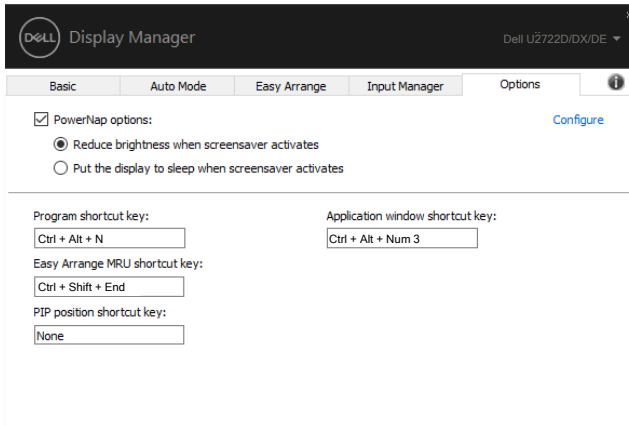 DELL Display Manager
Dell U2722D/DX/DE
Basic Auto Mode Easy Arrange Input Manager Options
PowerNap options: Configure
Reduce brightness when screensaver activates
Put the display to sleep when screensaver activates
Program shortcut key: Application window shortcut key:
Ctrl + Alt + N Ctrl + Alt + Num 3
Easy Arrange MRU shortcut key:
Ctrl + Shift + End
PIP position shortcut key:
None